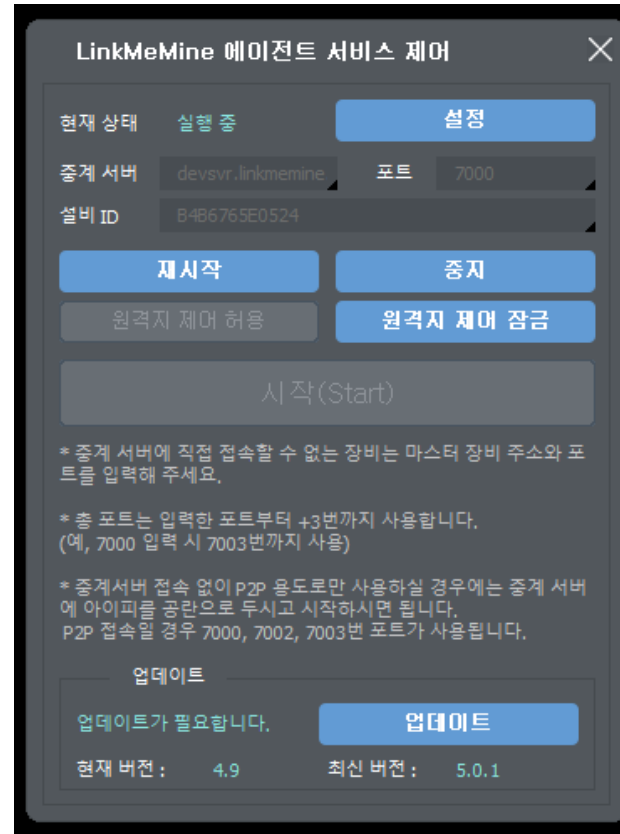 LinkMeMine 에이전트 서비스 제어
현재 상태 실행 중 설정
중계 서버 devsvr.linkmemine 포트 7000
설비 ID B4B6765E0524
재시작 중지
원격지 제어 허용 원격지 제어 잠금
시작(Start)
* 중계 서버에 직접 접속할 수 없는 장비는 마스터 장비 주소와 포
트를 입력해 주세요.
* 총 포트는 입력한 포트부터 +3번까지 사용합니다.
(예, 7000 입력 시 7003번까지 사용)
* 중계서버 접속 없이 P2P 용도로만 사용하실 경우에는 중계 서버
에 아이피를 공란으로 두시고 시작하시면 됩니다.
P2P 접속일 경우 7000, 7002, 7003번 포트가 사용됩니다.
업데이트
업데이트가 필요합니다. 업데이트
현재 버전 : 4.9 최신 버전 : 5.0.1